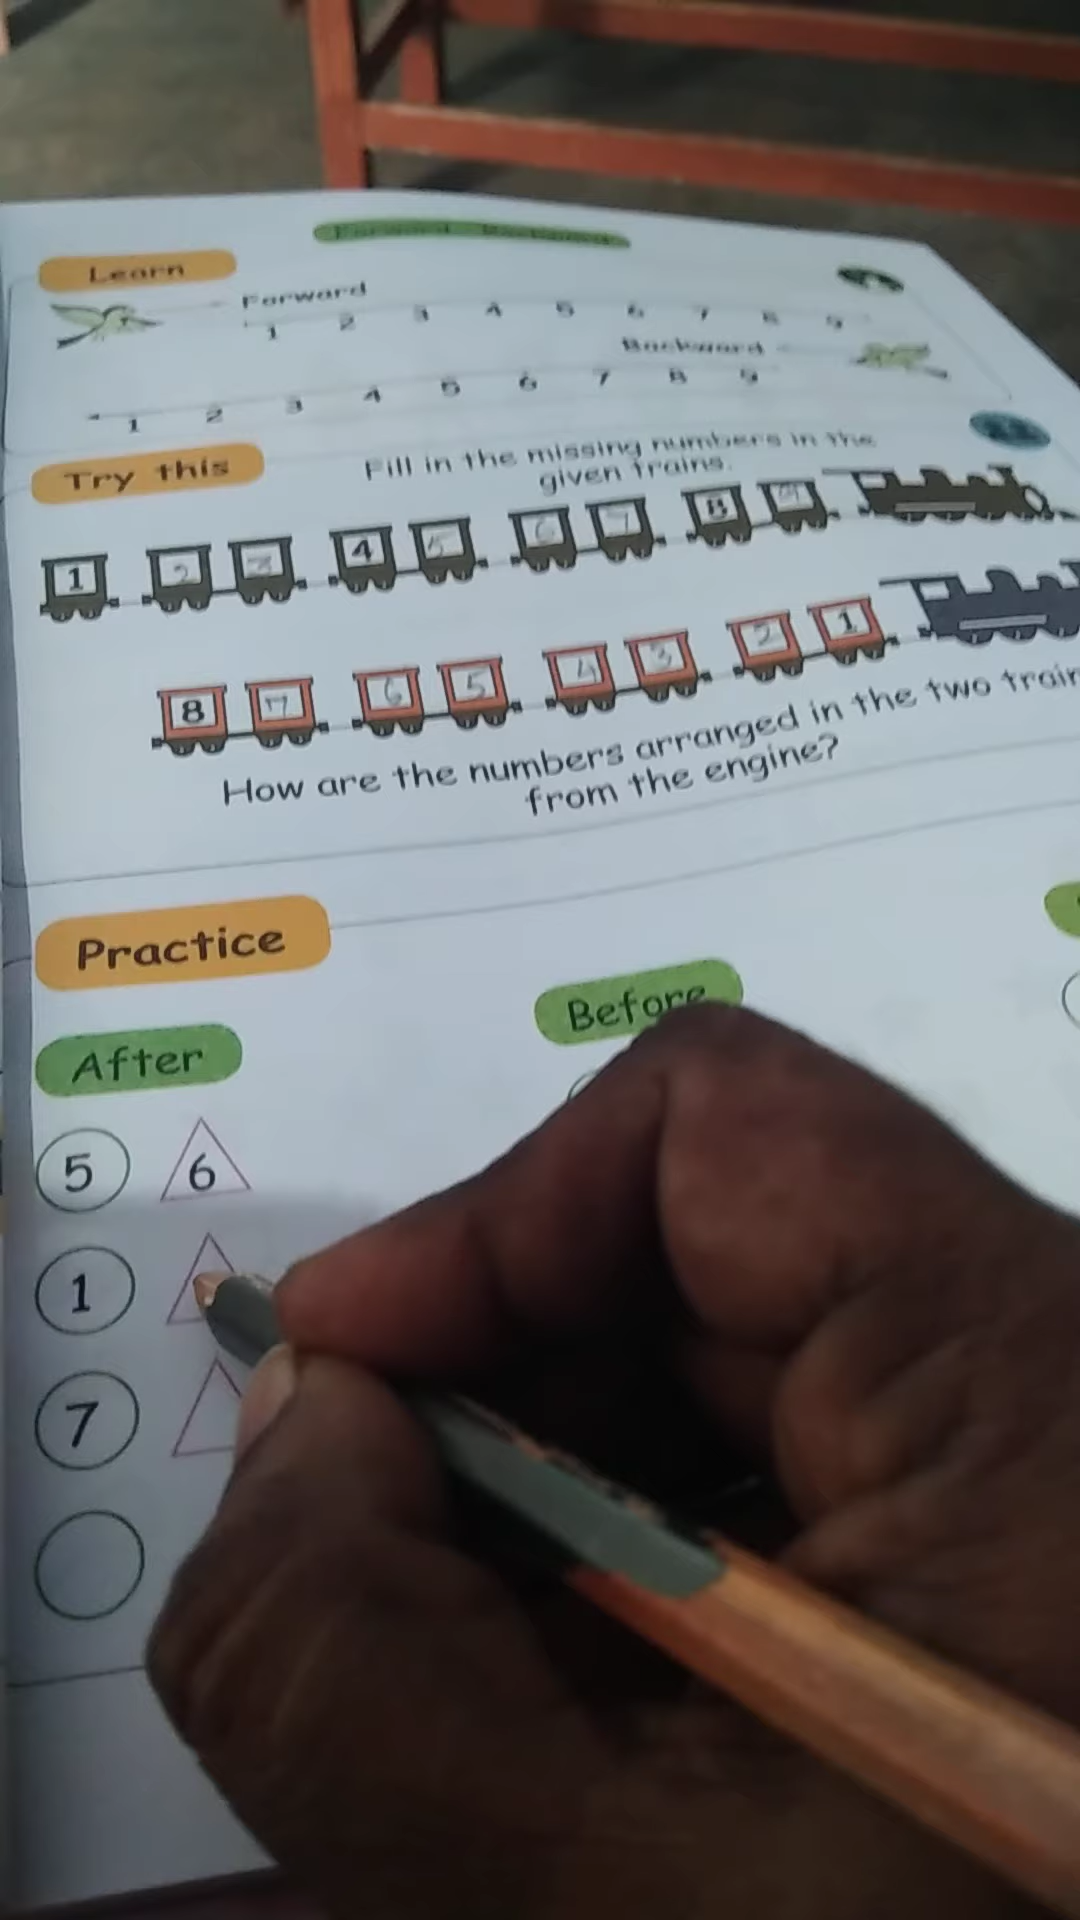 Forward - Backward
Learn
Forward
1 2 3 4 5 6 7 8 9
Backward
1 2 3 4 5 6 7 8 9
Try this
Fill in the missing numbers in the
given trains.
1 2 3 4 5 6 7 8 9
8 7 6 5 4 3 2 1
How are the numbers arranged in the two
from the engine?
Practice
After
Before
5 6
1
7